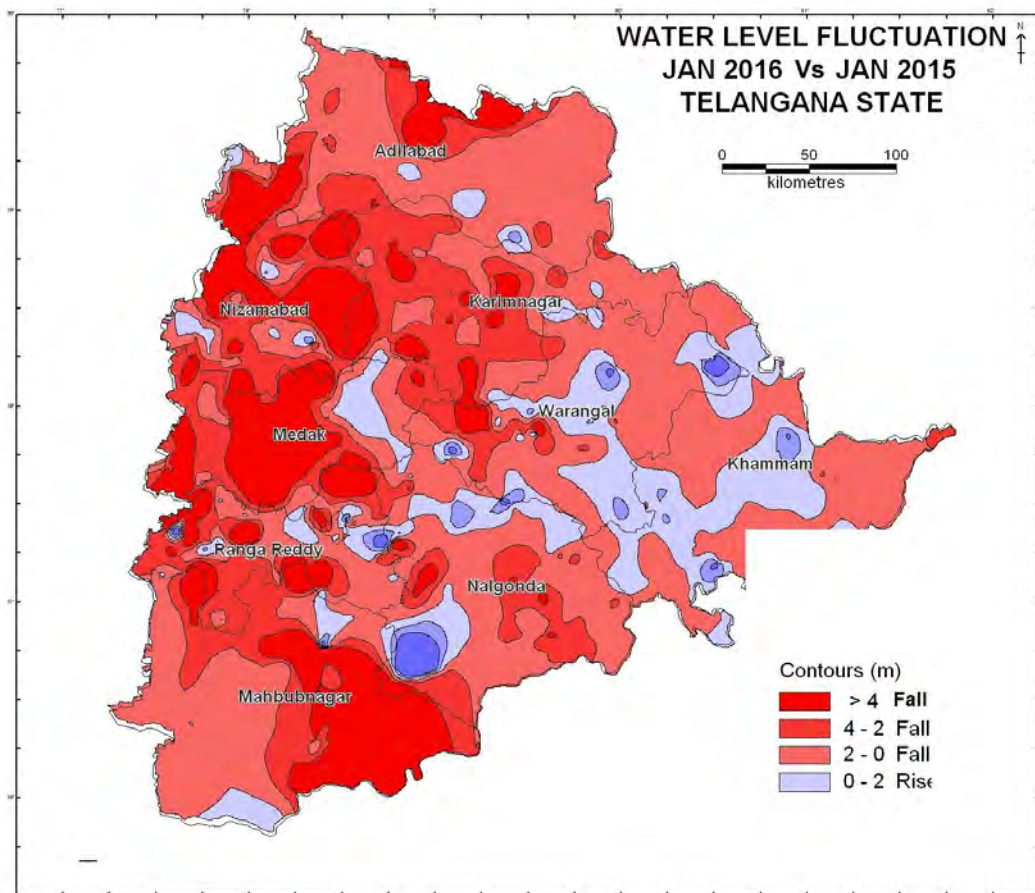 WATER LEVEL FLUCTUATION
JAN 2016 Vs JAN 2015
TELANGANA STATE
N
0 50 100
kilometres
Adilabad
Nizamabad
Karimnagar
Medak
Warangal
Khammam
Ranga Reddy
Nalgonda
Mahbubnagar
Contours (m)
> 4 Fall
4 - 2 Fall
2 - 0 Fall
0 - 2 Rise